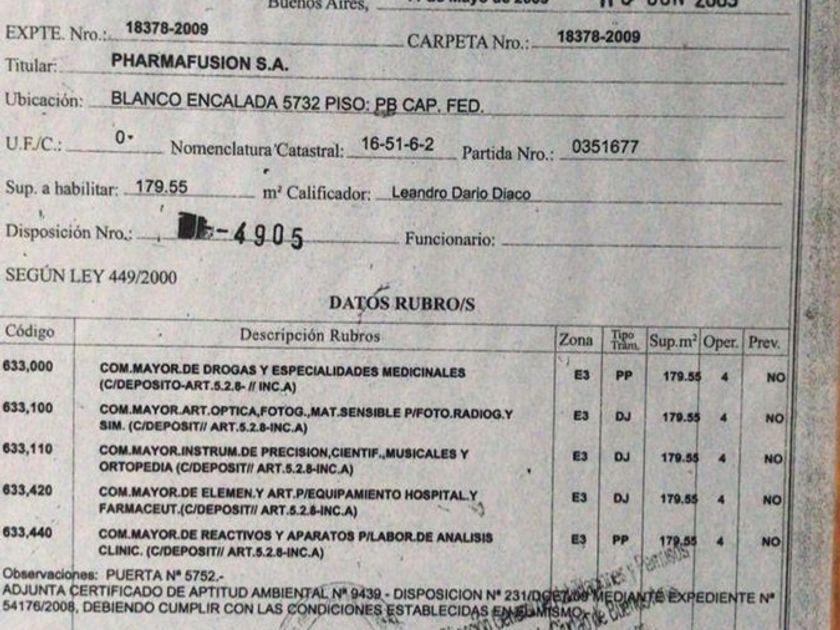 Buenos Aires,
EXPTE. Nro.: 18378-2009 CARPETA Nro.: 18378-2009
Titular: PHARMAFUSION S.A.
Ubicación: BLANCO ENCALADA 5732 PISO: PB CAP. FED.
U.F./C.: 0- Nomenclatura Catastral: 16-51-6-2 Partida Nro.: 0351677
Sup. a habilitar: 179.55 m² Calificador: Leandro Dario Diaco
Disposición Nro.: -4905 Funcionario:
SEGÚN LEY 449/2000
DATOS RUBRO/S
Código Descripción Rubros Zona Tipo Trám. Sup.m² Oper. Prev.
633,000 COM.MAYOR.DE DROGAS Y ESPECIALIDADES MEDICINALES E3 PP 179.55 4 NO
(C/DEPOSITO-ART.5.2.8- // INC.A)
633,100 COM.MAYOR.ART.OPTICA,FOTOG.,MAT.SENSIBLE P/FOTO.RADIOG.Y E3 DJ 179.55 4 NO
SIM. (C/DEPOSIT// ART.5.2.8-INC.A)
633,110 COM.MAYOR.INSTRUM.DE PRECISION,CIENTIF.,MUSICALES Y E3 DJ 179.55 4 NO
ORTOPEDIA (C/DEPOSIT// ART.5.2.8-INC.A)
633,420 COM.MAYOR.DE ELEMEN.Y ART.P/EQUIPAMIENTO HOSPITAL.Y E3 DJ 179.55 4 NO
FARMACEUT.(C/DEPOSIT// ART.5.2.8-INC.A)
633,440 COM.MAYOR.DE REACTIVOS Y APARATOS P/LABOR.DE ANALISIS E3 PP 179.55 4 NO
CLINIC. (C/DEPOSIT// ART.5.2.8-INC.A)
Observaciones: PUERTA Nº 5752.-
ADJUNTA CERTIFICADO DE APTITUD AMBIENTAL Nº 9439 - DISPOSICION Nº MEDIANTE EXPEDIENTE Nº
54176/2008, DEBIENDO CUMPLIR CON LAS CONDICIONES ESTABLECIDAS EN EL MISMO